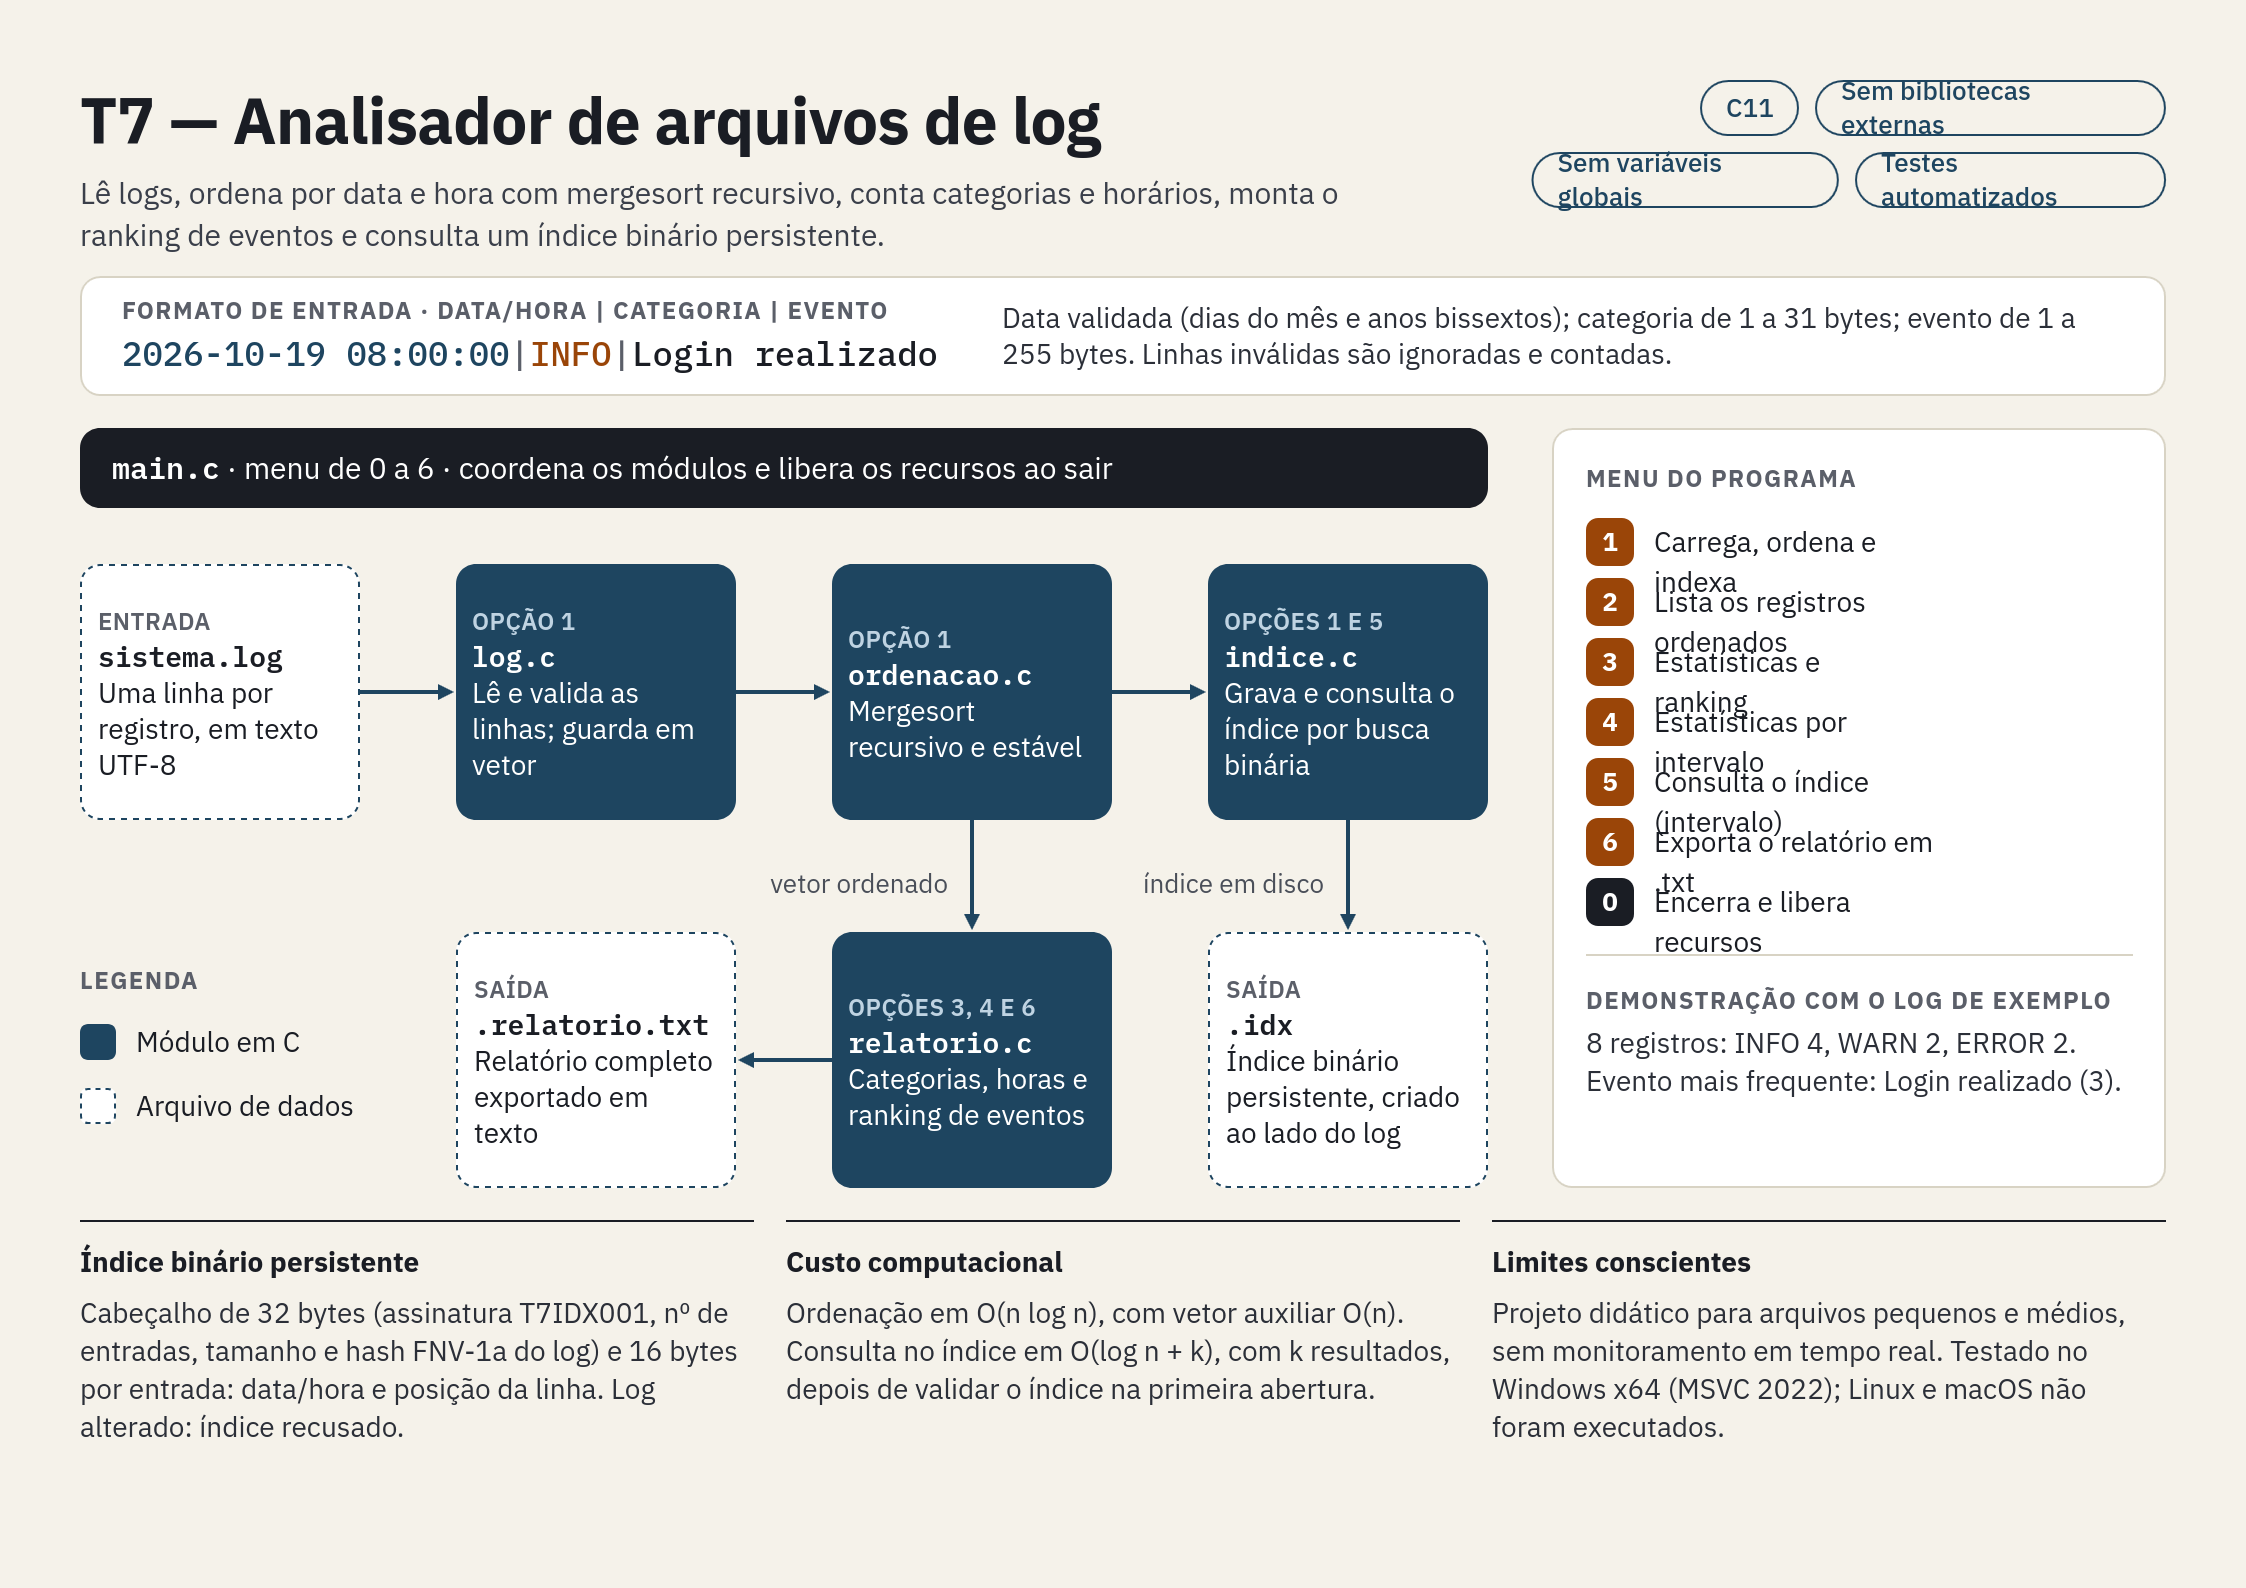 T7 — Analisador de arquivos de log
Lê logs, ordena por data e hora com mergesort recursivo, conta categorias e horários, monta o
ranking de eventos e consulta um índice binário persistente.
C11
Sem bibliotecas
externas
Sem variáveis
globais
Testes
automatizados
FORMATO DE ENTRADA · DATA/HORA | CATEGORIA | EVENTO
2026-10-19 08:00:00|INFO|Login realizado
Data validada (dias do mês e anos bissextos); categoria de 1 a 31 bytes; evento de 1 a
255 bytes. Linhas inválidas são ignoradas e contadas.
main.c · menu de 0 a 6 · coordena os módulos e libera os recursos ao sair
ENTRADA
sistema.log
Uma linha por
registro, em texto
UTF-8
OPÇÃO 1
log.c
Lê e valida as
linhas; guarda em
vetor
OPÇÃO 1
ordenacao.c
Mergesort
recursivo e estável
OPÇÕES 1 E 5
indice.c
Grava e consulta o
índice por busca
binária
vetor ordenado
índice em disco
LEGENDA
Módulo em C
Arquivo de dados
SAÍDA
.relatorio.txt
Relatório completo
exportado em
texto
OPÇÕES 3, 4 E 6
relatorio.c
Categorias, horas e
ranking de eventos
SAÍDA
.idx
Índice binário
persistente, criado
ao lado do log
MENU DO PROGRAMA
1 Carrega, ordena e
indexa
2 Lista os registros
ordenados
3 Estatísticas e
ranking
4 Estatísticas por
intervalo
5 Consulta o índice
(intervalo)
6 Exporta o relatório em
.txt
0 Encerra e libera
recursos
DEMONSTRAÇÃO COM O LOG DE EXEMPLO
8 registros: INFO 4, WARN 2, ERROR 2.
Evento mais frequente: Login realizado (3).
Índice binário persistente
Cabeçalho de 32 bytes (assinatura T7IDX001, nº de
entradas, tamanho e hash FNV-1a do log) e 16 bytes
por entrada: data/hora e posição da linha. Log
alterado: índice recusado.
Custo computacional
Ordenação em O(n log n), com vetor auxiliar O(n).
Consulta no índice em O(log n + k), com k resultados,
depois de validar o índice na primeira abertura.
Limites conscientes
Projeto didático para arquivos pequenos e médios,
sem monitoramento em tempo real. Testado no
Windows x64 (MSVC 2022); Linux e macOS não
foram executados.